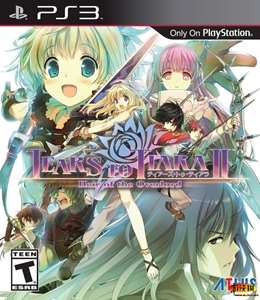 PS3
Only On PlayStation®
TEARS TO TIARA II
ティアーズ・トゥ・ティアラ
Heir of the Overlord
TEEN
T
ESRB
ATLUS